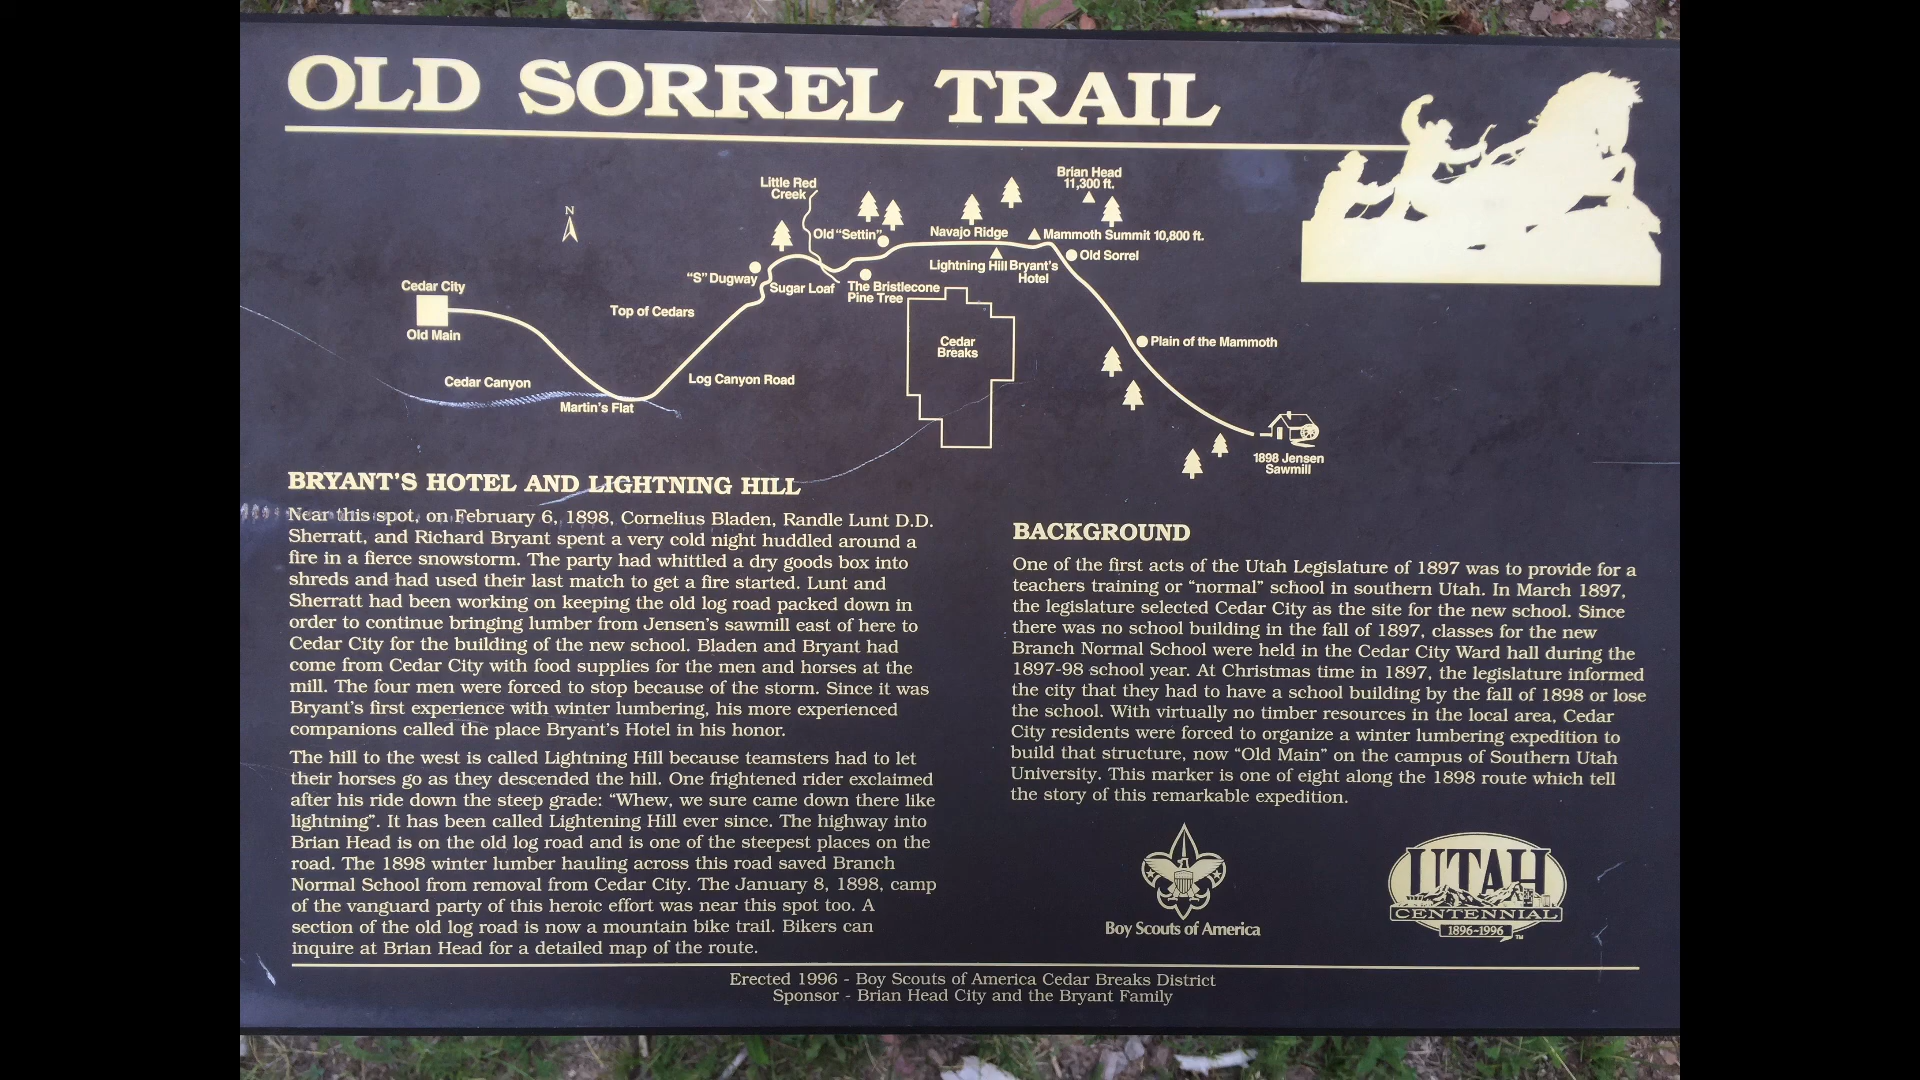 OLD SORREL TRAIL
Brian Head
11,300 ft.
Little Red
Creek
N
Old "Settin"
Navajo Ridge
Mammoth Summit 10,800 ft.
Old Sorrel
Lightning Hill
Bryant's
Hotel
"S" Dugway
Sugar Loaf
The Bristlecone
Pine Tree
Cedar City
Old Main
Top of Cedars
Cedar
Breaks
Plain of the Mammoth
Cedar Canyon
Log Canyon Road
Martin's Flat
1898 Jensen
Sawmill
BRYANT'S HOTEL AND LIGHTNING HILL
Near this spot, on February 6, 1898, Cornelius Bladen, Randle Lunt D.D.
Sherratt, and Richard Bryant spent a very cold night huddled around a
fire in a fierce snowstorm. The party had whittled a dry goods box into
shreds and had used their last match to get a fire started. Lunt and
Sherratt had been working on keeping the old log road packed down in
order to continue bringing lumber from Jensen's sawmill east of here to
Cedar City for the building of the new school. Bladen and Bryant had
come from Cedar City with food supplies for the men and horses at the
mill. The four men were forced to stop because of the storm. Since it was
Bryant's first experience with winter lumbering, his more experienced
companions called the place Bryant's Hotel in his honor.
The hill to the west is called Lightning Hill because teamsters had to let
their horses go as they descended the hill. One frightened rider exclaimed
after his ride down the steep grade: "Whew, we sure came down there like
lightning". It has been called Lightening Hill ever since. The highway into
Brian Head is on the old log road and is one of the steepest places on the
road. The 1898 winter lumber hauling across this road saved Branch
Normal School from removal from Cedar City. The January 8, 1898, camp
of the vanguard party of this heroic effort was near this spot too. A
section of the old log road is now a mountain bike trail. Bikers can
inquire at Brian Head for a detailed map of the route.
BACKGROUND
One of the first acts of the Utah Legislature of 1897 was to provide for a
teachers training or "normal" school in southern Utah. In March 1897,
the legislature selected Cedar City as the site for the new school. Since
there was no school building in the fall of 1897, classes for the new
Branch Normal School were held in the Cedar City Ward hall during the
1897-98 school year. At Christmas time in 1897, the legislature informed
the city that they had to have a school building by the fall of 1898 or lose
the school. With virtually no timber resources in the local area, Cedar
City residents were forced to organize a winter lumbering expedition to
build that structure, now "Old Main" on the campus of Southern Utah
University. This marker is one of eight along the 1898 route which tell
the story of this remarkable expedition.
Boy Scouts of America
UTAH
CENTENNIAL
1896-1996
TM
Erected 1996 - Boy Scouts of America Cedar Breaks District
Sponsor - Brian Head City and the Bryant Family